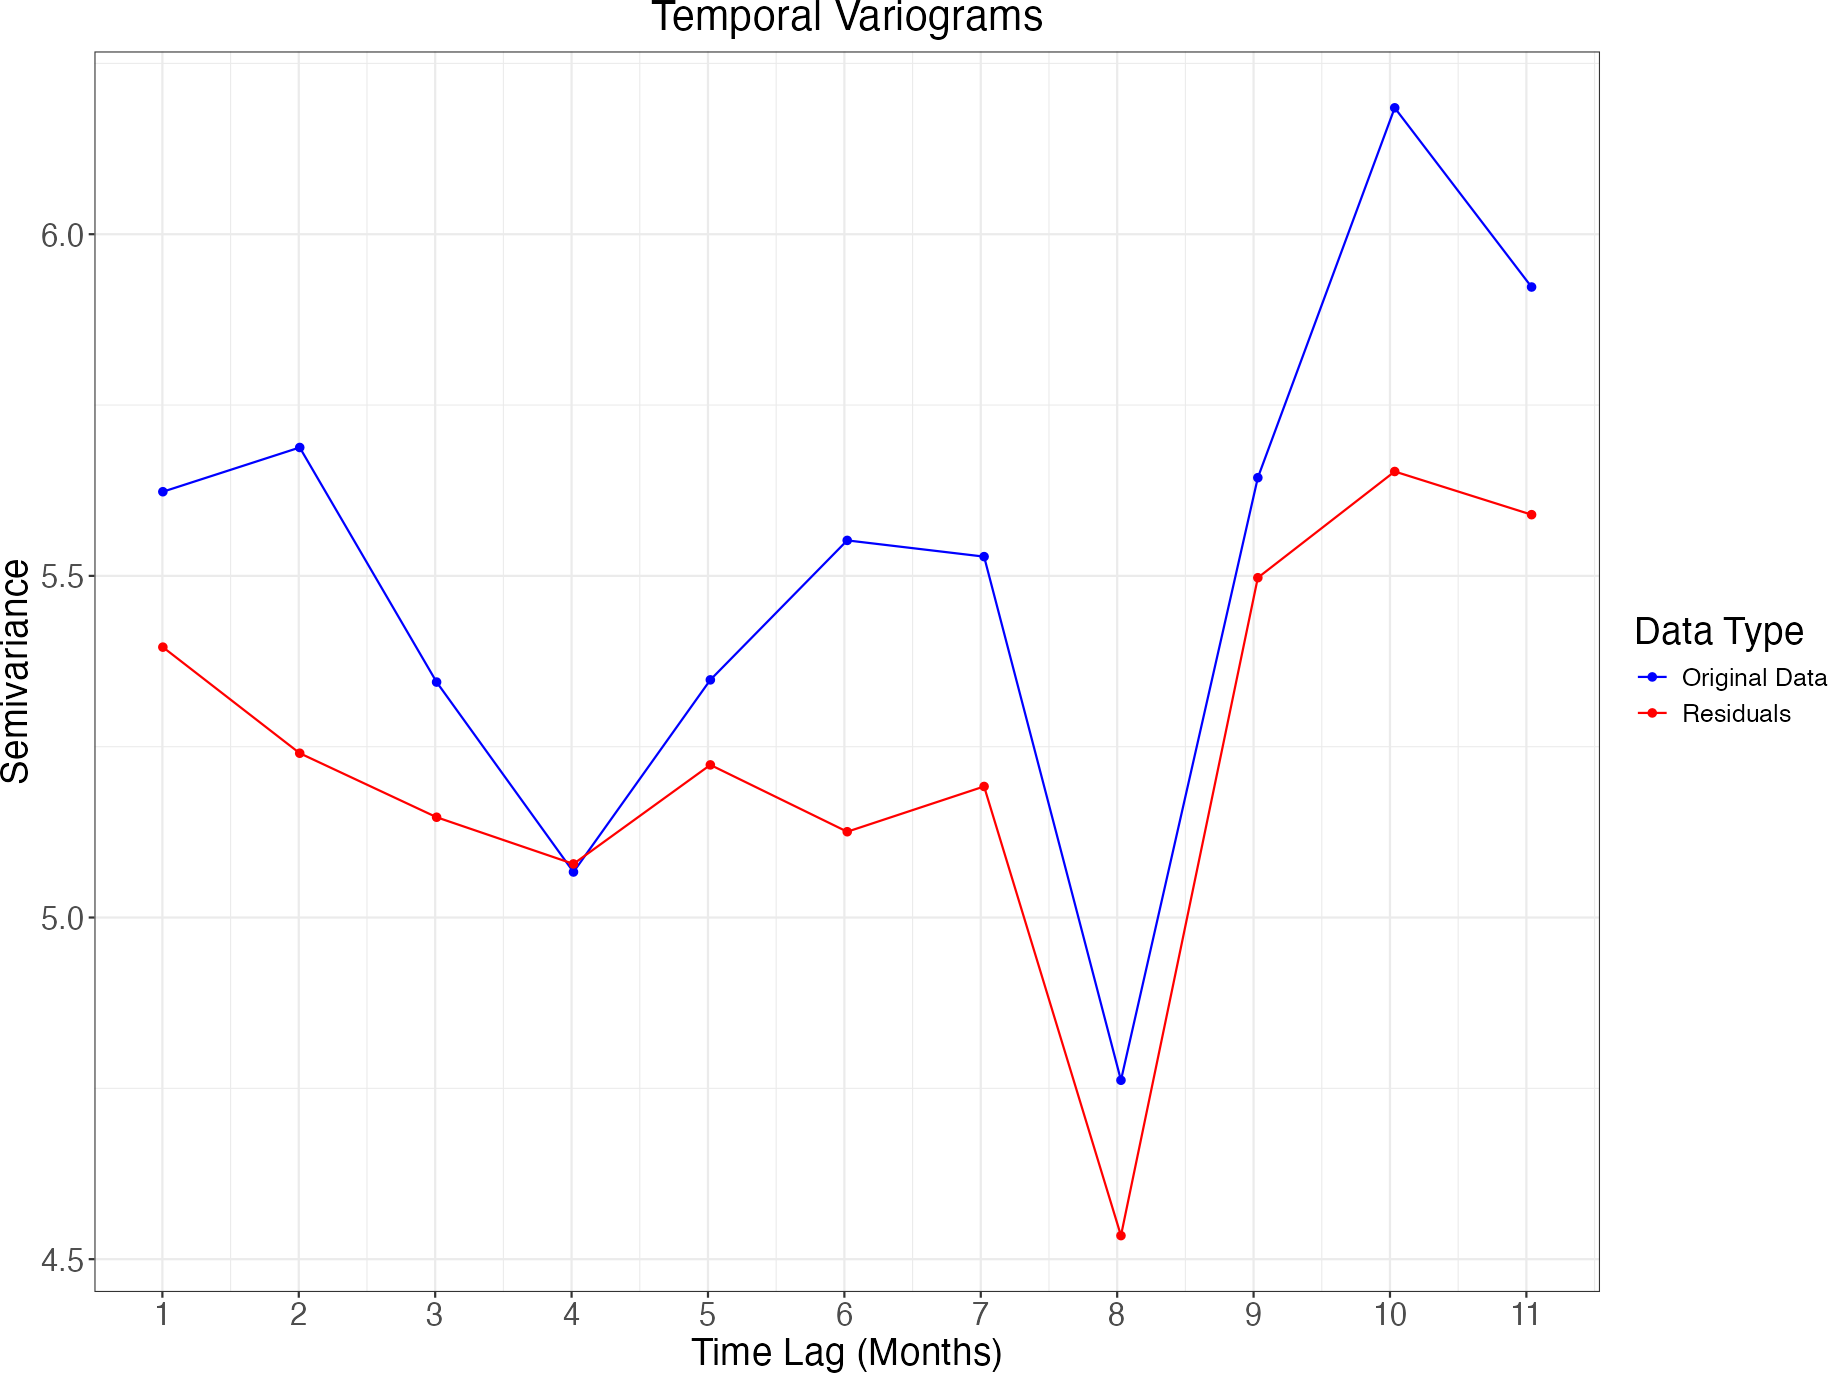 Temporal Variograms
Semivariance
6.0
5.5
5.0
4.5
1 2 3 4 5 6 7 8 9 10 11
Time Lag (Months)
Data Type
Original Data
Residuals